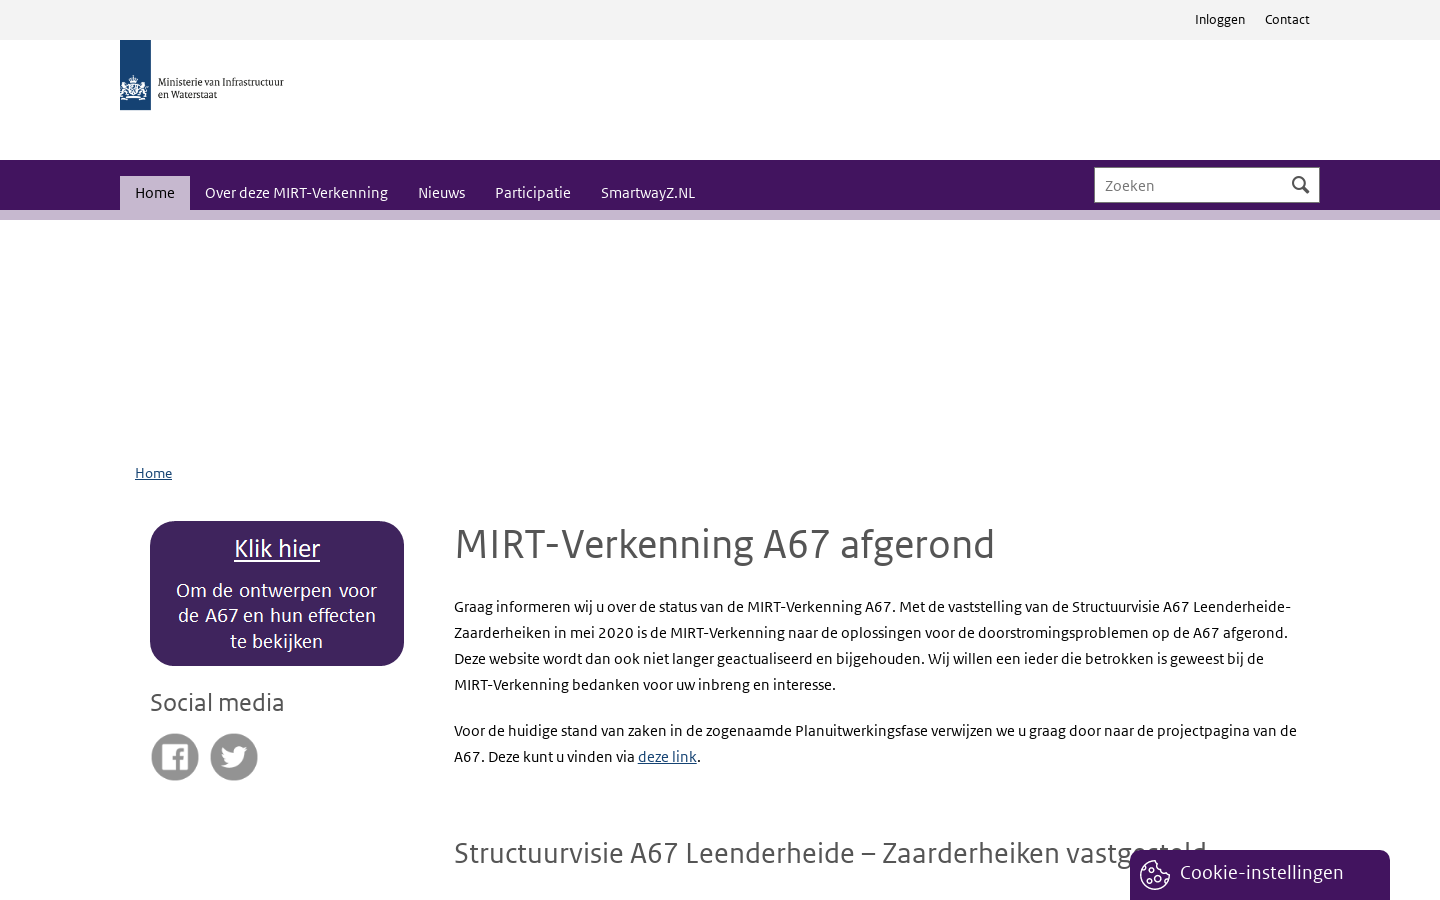 Inloggen Contact
Ministerie van Infrastructuur
en Waterstaat
Home Over deze MIRT-Verkenning Nieuws Participatie SmartwayZ.NL Zoeken
Home
Klik hier
Om de ontwerpen voor
de A67 en hun effecten
te bekijken
Social media
MIRT-Verkenning A67 afgerond
Graag informeren wij u over de status van de MIRT-Verkenning A67. Met de vaststelling van de Structuurvisie A67 Leenderheide-
Zaarderheiken in mei 2020 is de MIRT-Verkenning naar de oplossingen voor de doorstromingsproblemen op de A67 afgerond.
Deze website wordt dan ook niet langer geactualiseerd en bijgehouden. Wij willen een ieder die betrokken is geweest bij de
MIRT-Verkenning bedanken voor uw inbreng en interesse.
Voor de huidige stand van zaken in de zogenaamde Planuitwerkingsfase verwijzen we u graag door naar de projectpagina van de
A67. Deze kunt u vinden via deze link.
Structuurvisie A67 Leenderheide – Zaarderheiken vastgesteld
Cookie-instellingen